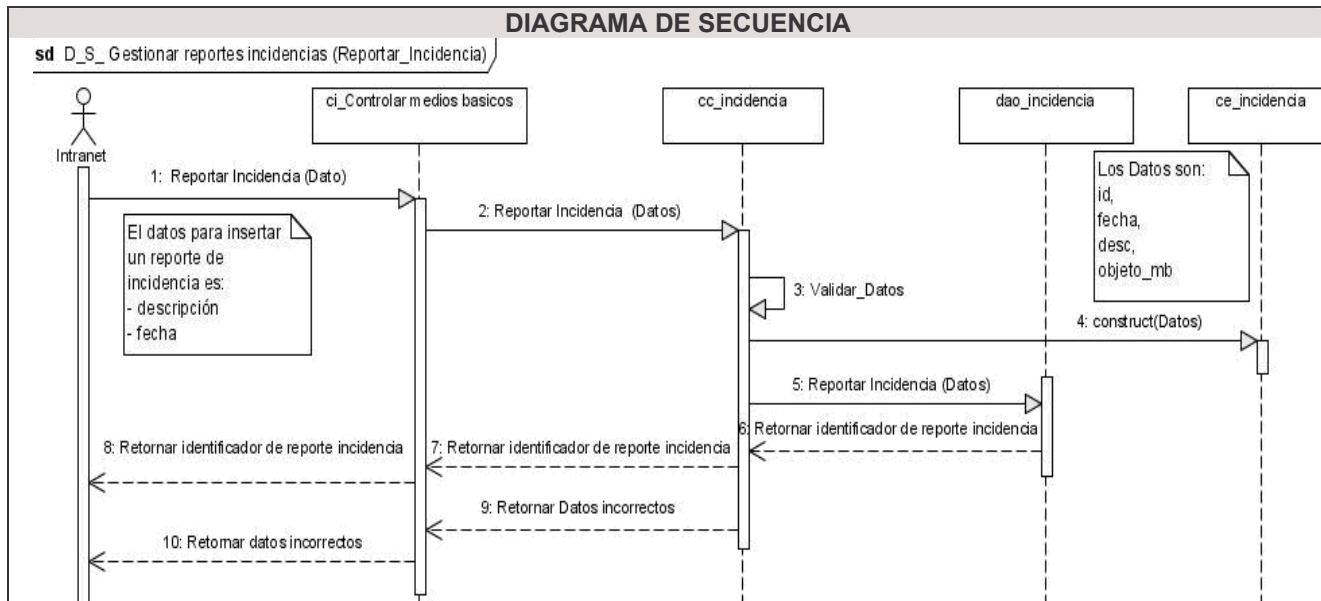 DIAGRAMA DE SECUENCIA
sd D_S_ Gestionar reportes incidencias (Reportar_Incidencia)
Intranet
ci_Controlar medios basicos
cc_incidencia
dao_incidencia
ce_incidencia
Los Datos son:
id,
fecha,
desc,
objeto_mb
1: Reportar Incidencia (Dato)
2: Reportar Incidencia (Datos)
El datos para insertar
un reporte de
incidencia es:
- descripción
- fecha
3: Validar_Datos
4: construct(Datos)
5: Reportar Incidencia (Datos)
6: Retornar identificador de reporte incidencia
7: Retornar identificador de reporte incidencia
8: Retornar identificador de reporte incidencia
9: Retornar Datos incorrectos
10: Retornar datos incorrectos